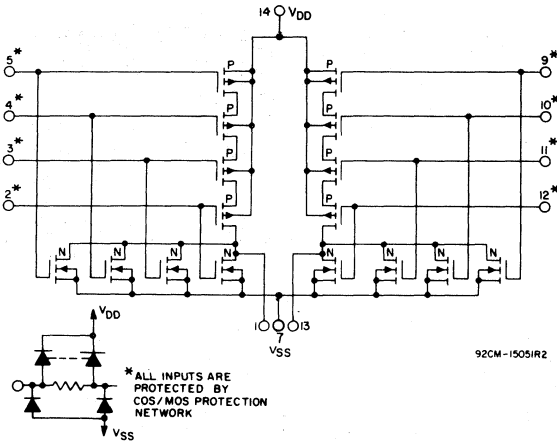 14 VDD
5*
9*
P
P
4*
10*
P
P
3*
11*
P
P
2*
12*
P
P
N N N N
N N N N
1 7 13
VSS
92CM-15051R2
VDD
*ALL INPUTS ARE
PROTECTED BY
COS/MOS PROTECTION
NETWORK
VSS